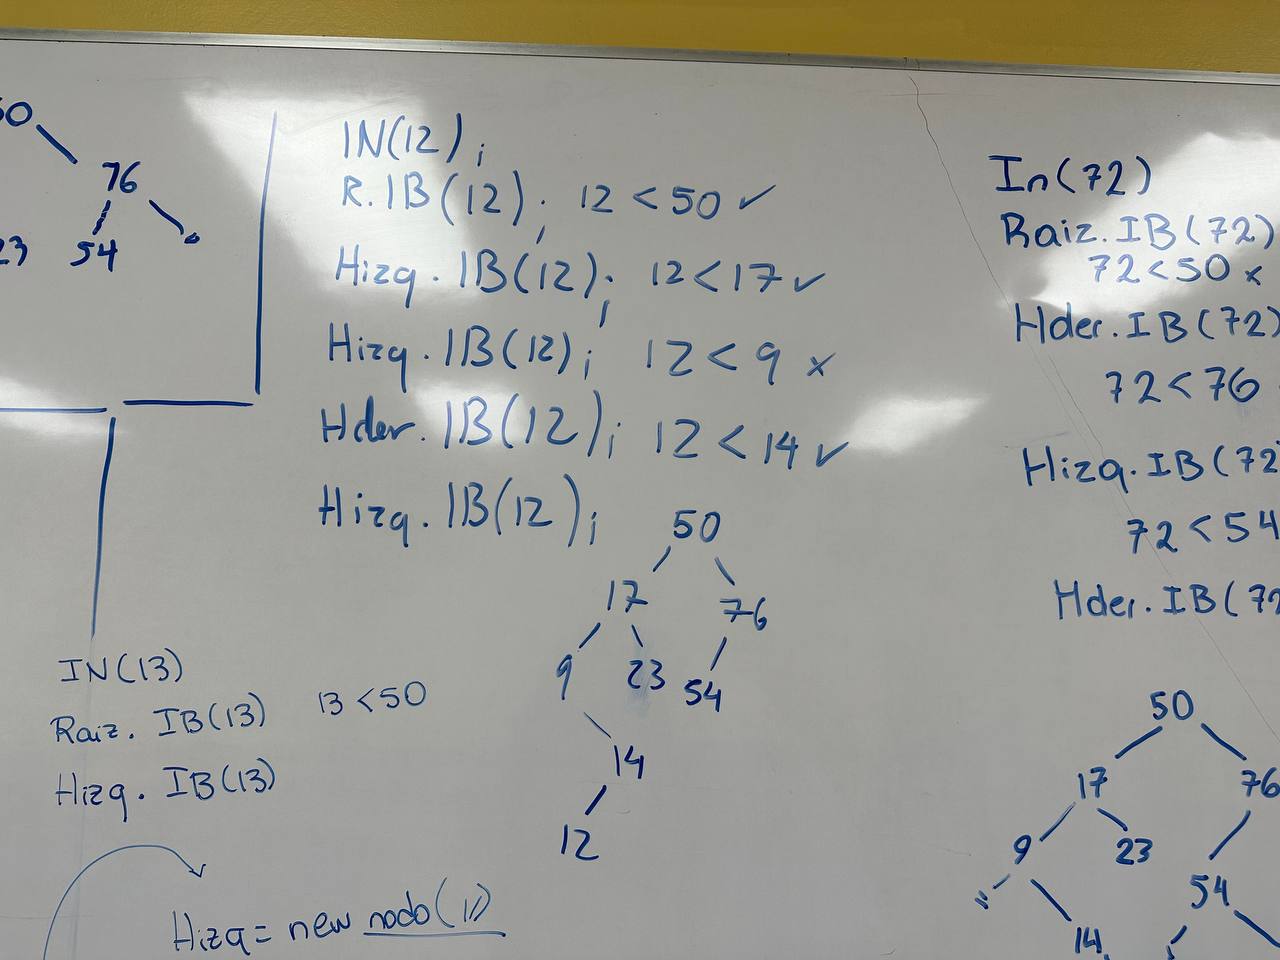 76
23 54
IN(12);
R.IB(12); 12 < 50 ✓
Hizq.IB(12); 12 < 17 ✓
Hizq.IB(12); 12 < 9 x
Hder.IB(12); 12 < 14 ✓
Hizq.IB(12);
50
17 76
9 23 54
14
12
IN(13)
Raiz.IB(13) 13 < 50
Hizq.IB(13)
Hizq = new nodo( )
In(72)
Raiz.IB(72)
72 < 50 x
Hder.IB(72)
72 < 76
Hizq.IB(72
72 < 54
Hder.IB(72
50
17 76
9 23 54
14